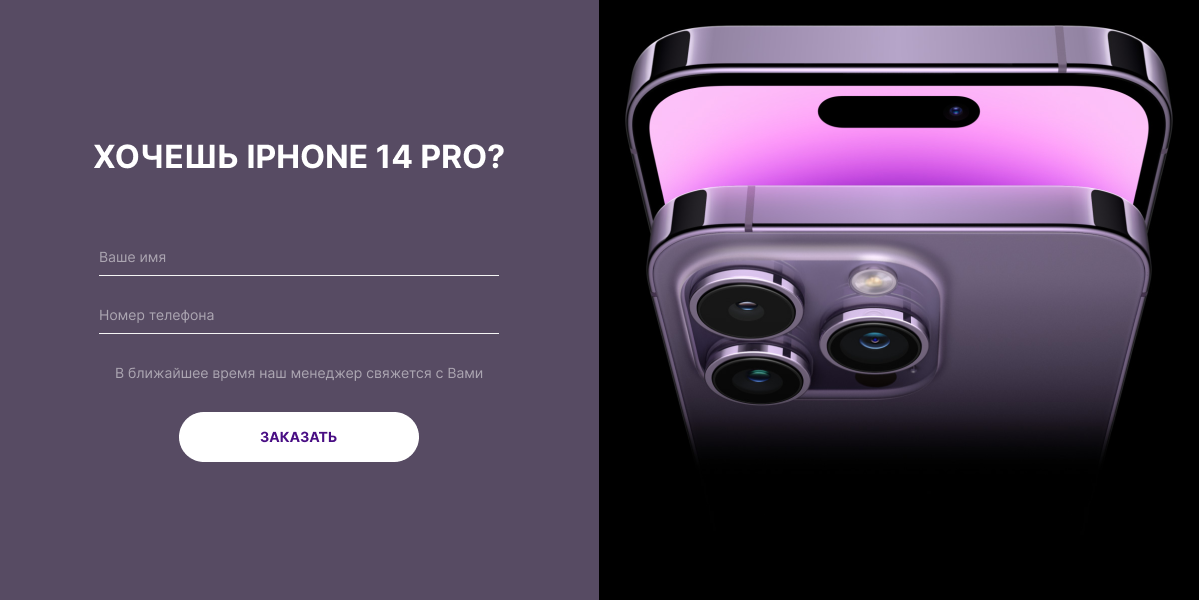 ХОЧЕШЬ IPHONE 14 PRO?
Ваше имя
Номер телефона
В ближайшее время наш менеджер свяжется с Вами
ЗАКАЗАТЬ